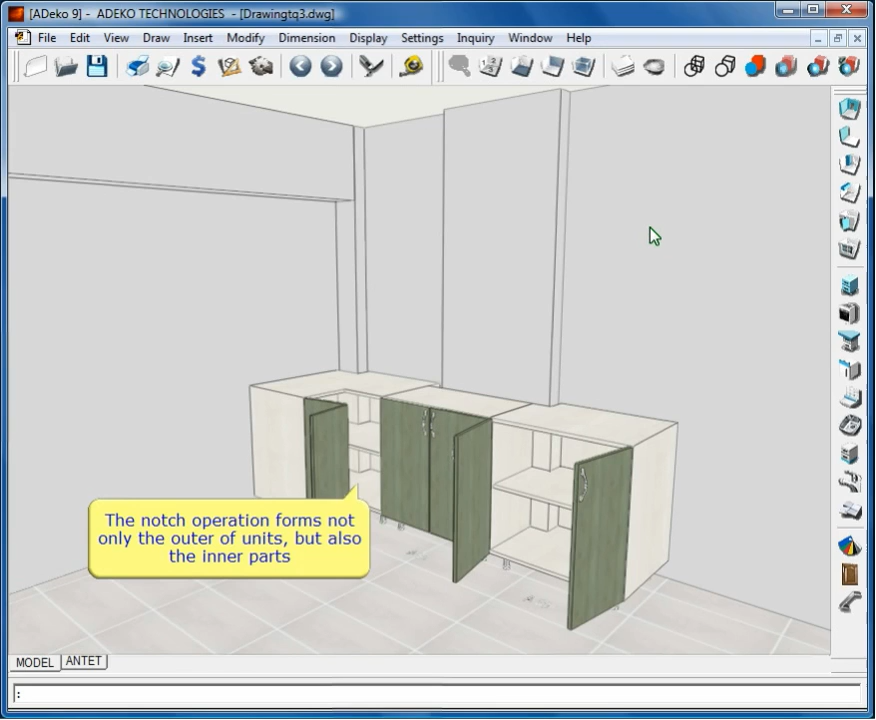 [ADeko 9] - ADEKO TECHNOLOGIES - [Drawingtq3.dwg]
File Edit View Draw Insert Modify Dimension Display Settings Inquiry Window Help
The notch operation forms not
only the outer of units, but also
the inner parts
MODEL ANTET
: